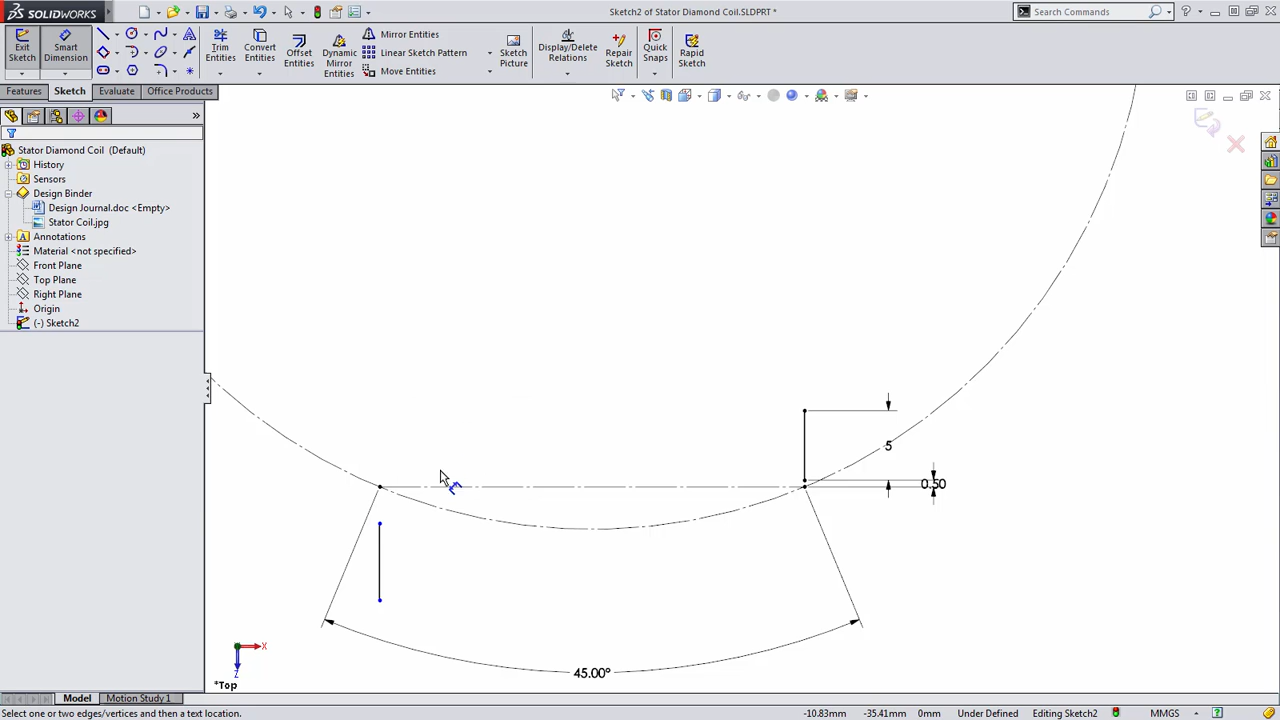 SOLIDWORKS
Sketch2 of Stator Diamond Coil.SLDPRT *
Search Commands
Exit Sketch
Smart Dimension
Trim Entities
Convert Entities
Offset Entities
Dynamic Mirror Entities
Mirror Entities
Linear Sketch Pattern
Move Entities
Sketch Picture
Display/Delete Relations
Repair Sketch
Quick Snaps
Rapid Sketch
Features
Sketch
Evaluate
Office Products
Stator Diamond Coil (Default)
History
Sensors
Design Binder
Design Journal.doc <Empty>
Stator Coil.jpg
Annotations
Material <not specified>
Front Plane
Top Plane
Right Plane
Origin
(-) Sketch2
5
0.50
45.00°
X
Z
*Top
Model
Motion Study 1
Select one or two edges/vertices and then a text location.
-10.83mm
-35.41mm
0mm
Under Defined
Editing Sketch2
MMGS